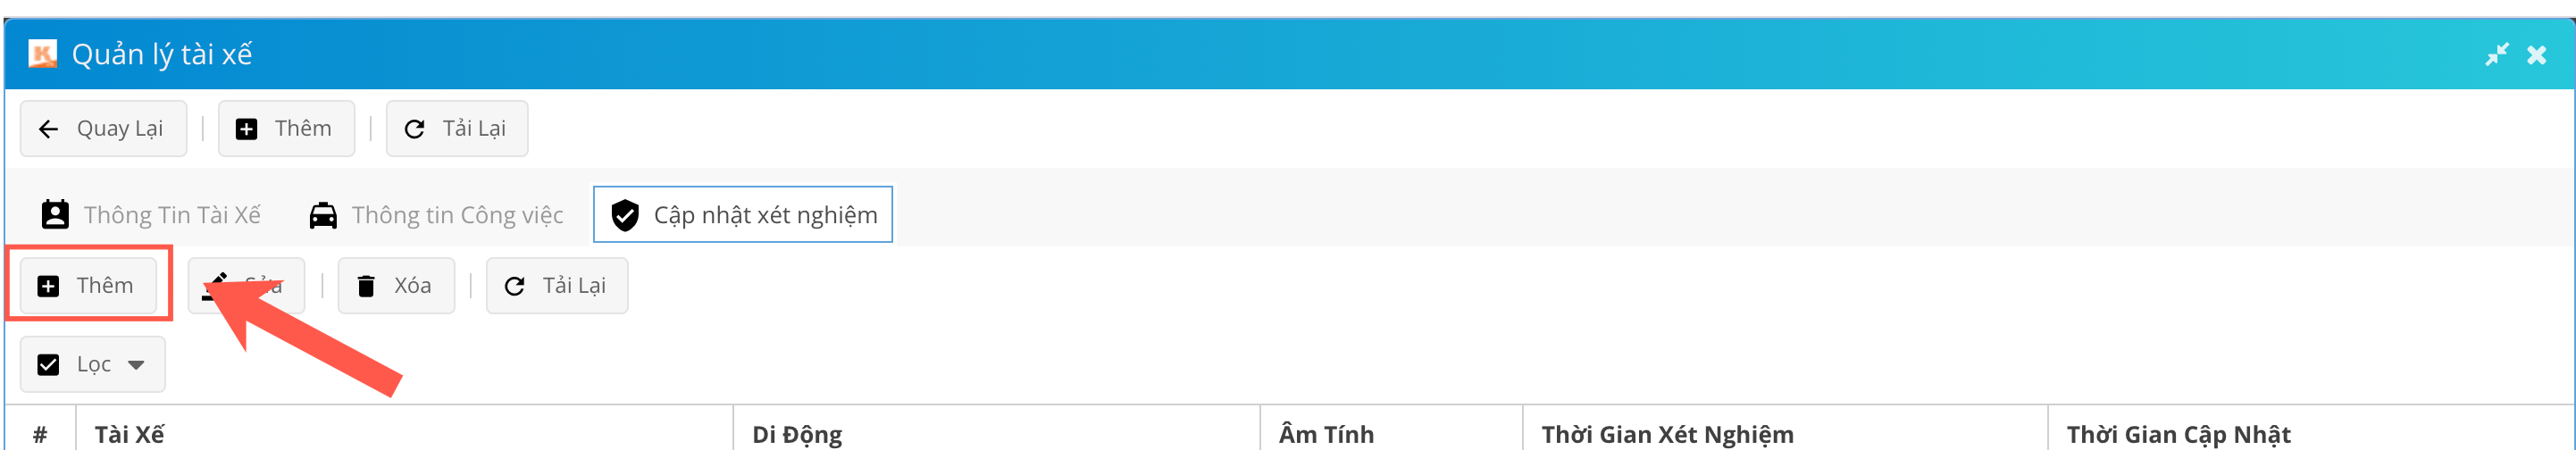 Quản lý tài xế
Quay Lại Thêm Tải Lại
Thông Tin Tài Xế Thông tin Công việc Cập nhật xét nghiệm
Thêm Sửa Xóa Tải Lại
Lọc
# Tài Xế Di Động Âm Tính Thời Gian Xét Nghiệm Thời Gian Cập Nhật